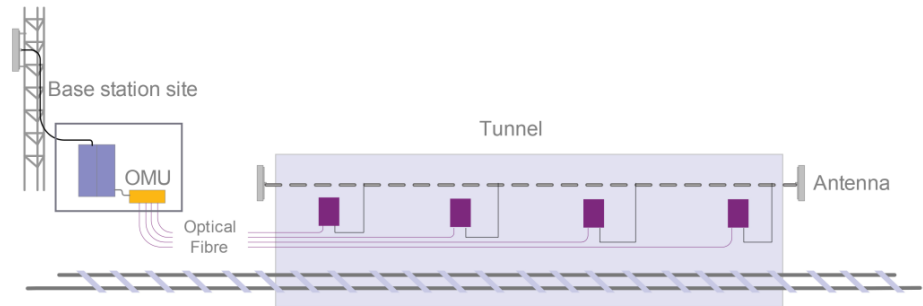 Base station site
Tunnel
OMU
Antenna
Optical
Fibre